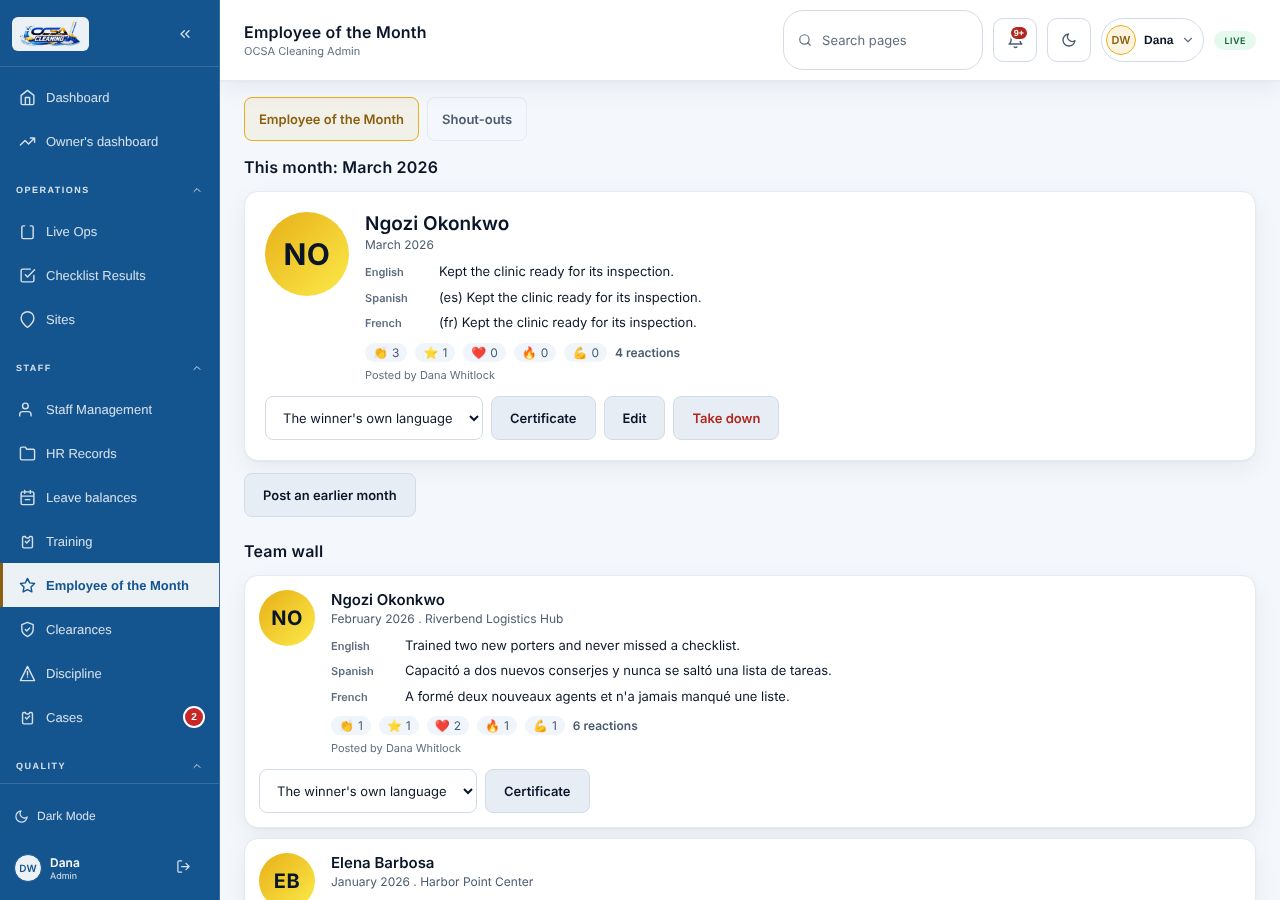 OCSA
CLEANING
Dashboard
Owner's dashboard
OPERATIONS
Live Ops
Checklist Results
Sites
STAFF
Staff Management
HR Records
Leave balances
Training
Employee of the Month
Clearances
Discipline
Cases 2
QUALITY
Dark Mode
DW Dana
Admin
Employee of the Month
OCSA Cleaning Admin
Search pages
9+
DW Dana
LIVE
Employee of the Month
Shout-outs
This month: March 2026
NO
Ngozi Okonkwo
March 2026
English Kept the clinic ready for its inspection.
Spanish (es) Kept the clinic ready for its inspection.
French (fr) Kept the clinic ready for its inspection.
👏 3 ⭐ 1 ❤️ 0 🔥 0 💪 0 4 reactions
Posted by Dana Whitlock
The winner's own language Certificate Edit Take down
Post an earlier month
Team wall
NO
Ngozi Okonkwo
February 2026 . Riverbend Logistics Hub
English Trained two new porters and never missed a checklist.
Spanish Capacitó a dos nuevos conserjes y nunca se saltó una lista de tareas.
French A formé deux nouveaux agents et n'a jamais manqué une liste.
👏 1 ⭐ 1 ❤️ 2 🔥 1 💪 1 6 reactions
Posted by Dana Whitlock
The winner's own language Certificate
EB
Elena Barbosa
January 2026 . Harbor Point Center